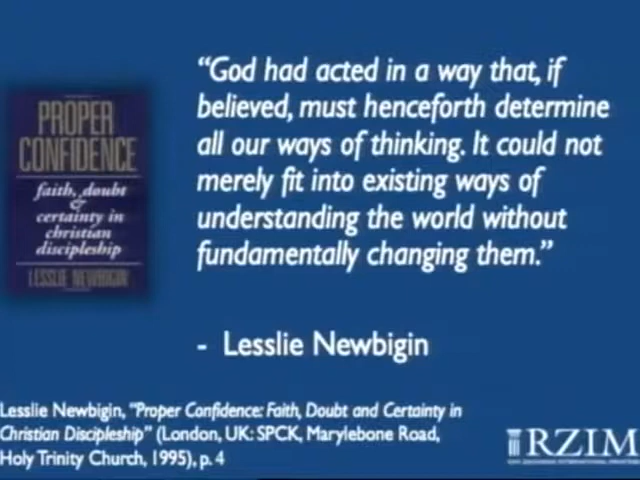 PROPER
CONFIDENCE
faith, doubt
&
certainty in
christian
discipleship
LESSLIE NEWBIGIN
“God had acted in a way that, if
believed, must henceforth determine
all our ways of thinking. It could not
merely fit into existing ways of
understanding the world without
fundamentally changing them.”
- Lesslie Newbigin
Lesslie Newbigin, “Proper Confidence: Faith, Doubt and Certainty in
Christian Discipleship” (London, UK: SPCK, Marylebone Road,
Holy Trinity Church, 1995), p. 4
RZIM